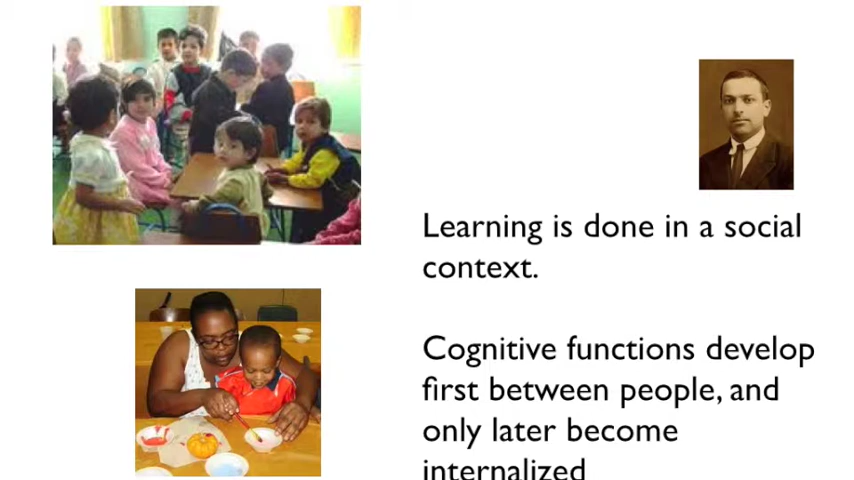 Learning is done in a social
context.
Cognitive functions develop
first between people, and
only later become
internalized